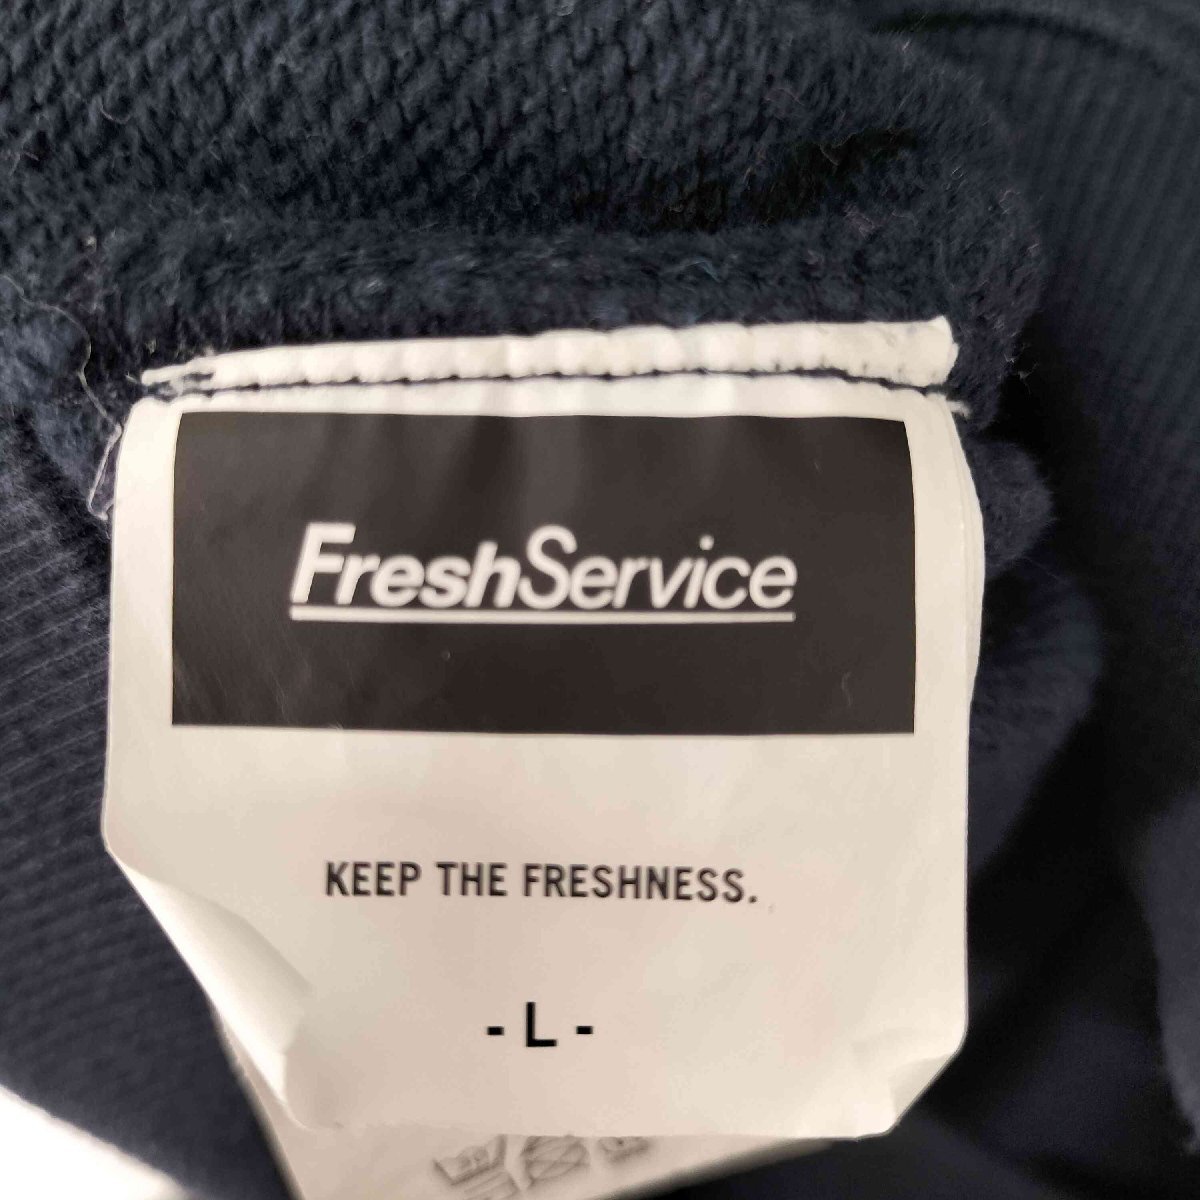 FreshService
KEEP THE FRESHNESS.
- L -